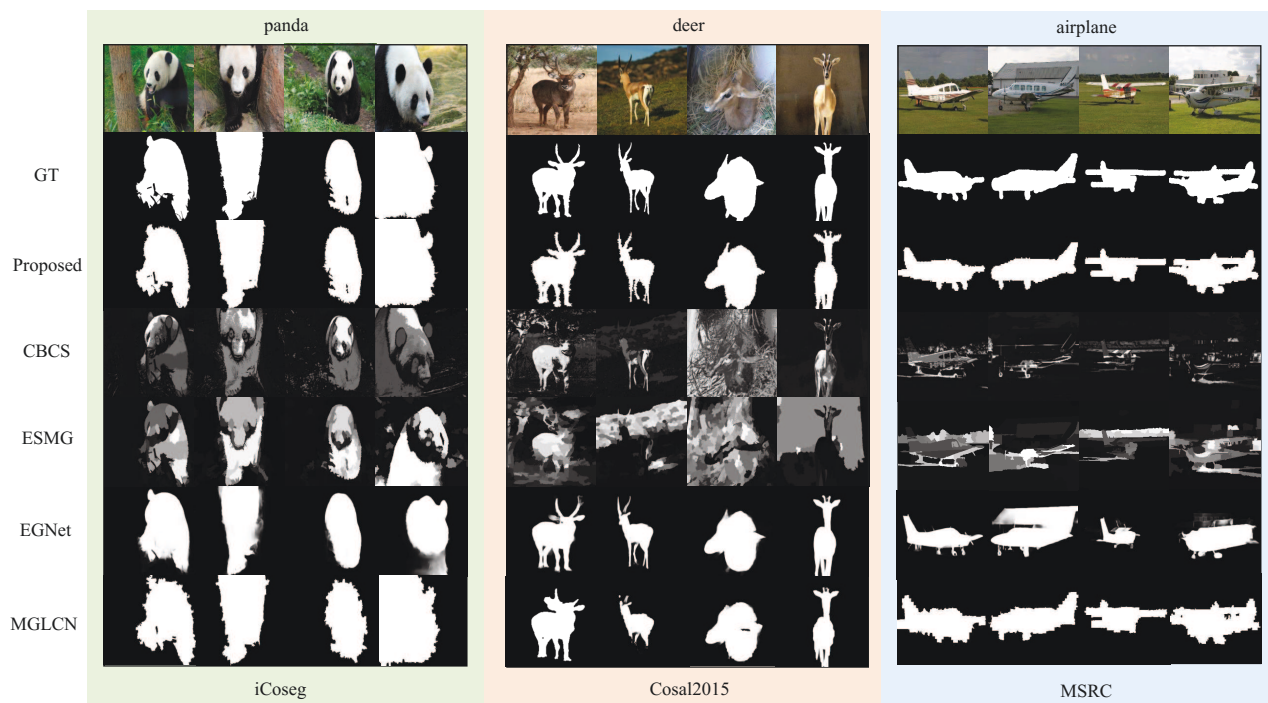 panda
deer
airplane
GT
Proposed
CBCS
ESMG
EGNet
MGLCN
iCoseg
Cosal2015
MSRC